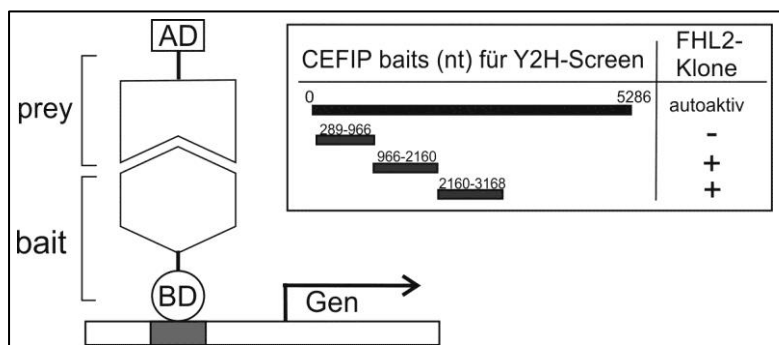 AD
prey
bait
BD
Gen
CEFIP baits (nt) für Y2H-Screen
FHL2-
Klone
0
5286
autoaktiv
289-966
-
966-2160
+
2160-3168
+